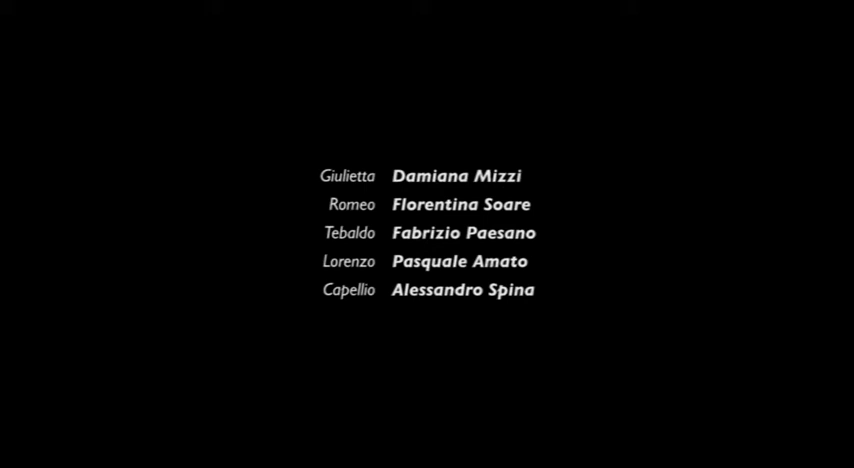 Giulietta Damiana Mizzi
Romeo Florentina Soare
Tebaldo Fabrizio Paesano
Lorenzo Pasquale Amato
Capellio Alessandro Spina